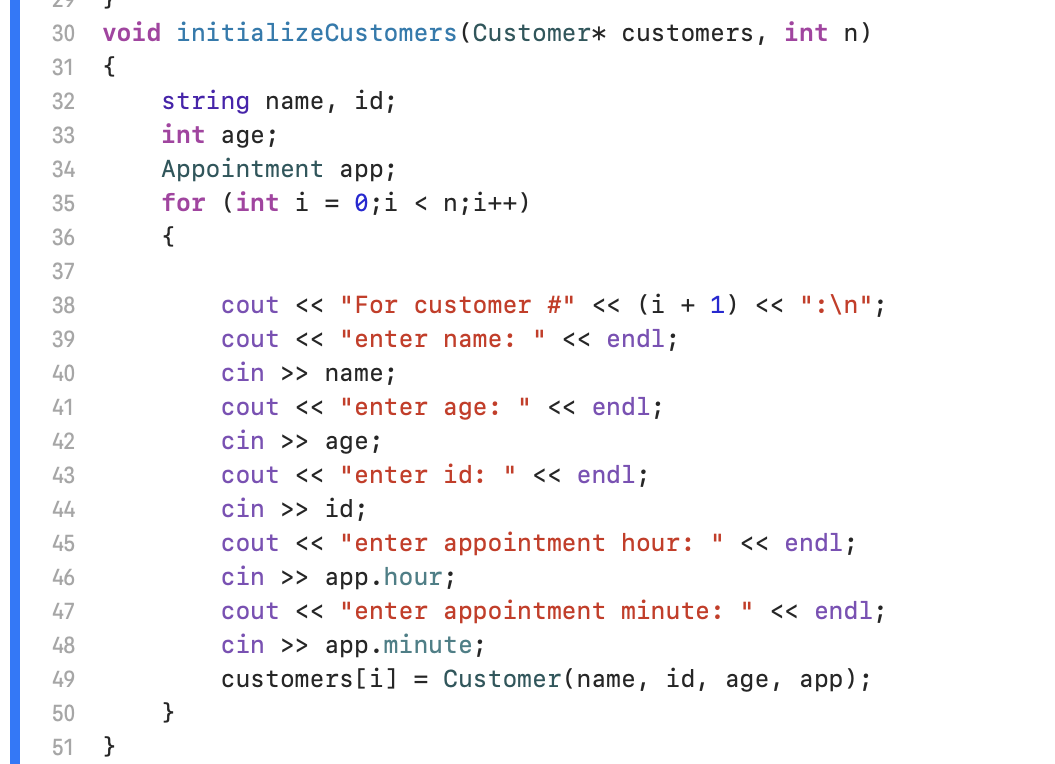 29 }
30 void initializeCustomers(Customer* customers, int n)
31 {
32     string name, id;
33     int age;
34     Appointment app;
35     for (int i = 0;i < n;i++)
36     {
37
38         cout << "For customer #" << (i + 1) << ":\n";
39         cout << "enter name: " << endl;
40         cin >> name;
41         cout << "enter age: " << endl;
42         cin >> age;
43         cout << "enter id: " << endl;
44         cin >> id;
45         cout << "enter appointment hour: " << endl;
46         cin >> app.hour;
47         cout << "enter appointment minute: " << endl;
48         cin >> app.minute;
49         customers[i] = Customer(name, id, age, app);
50     }
51 }